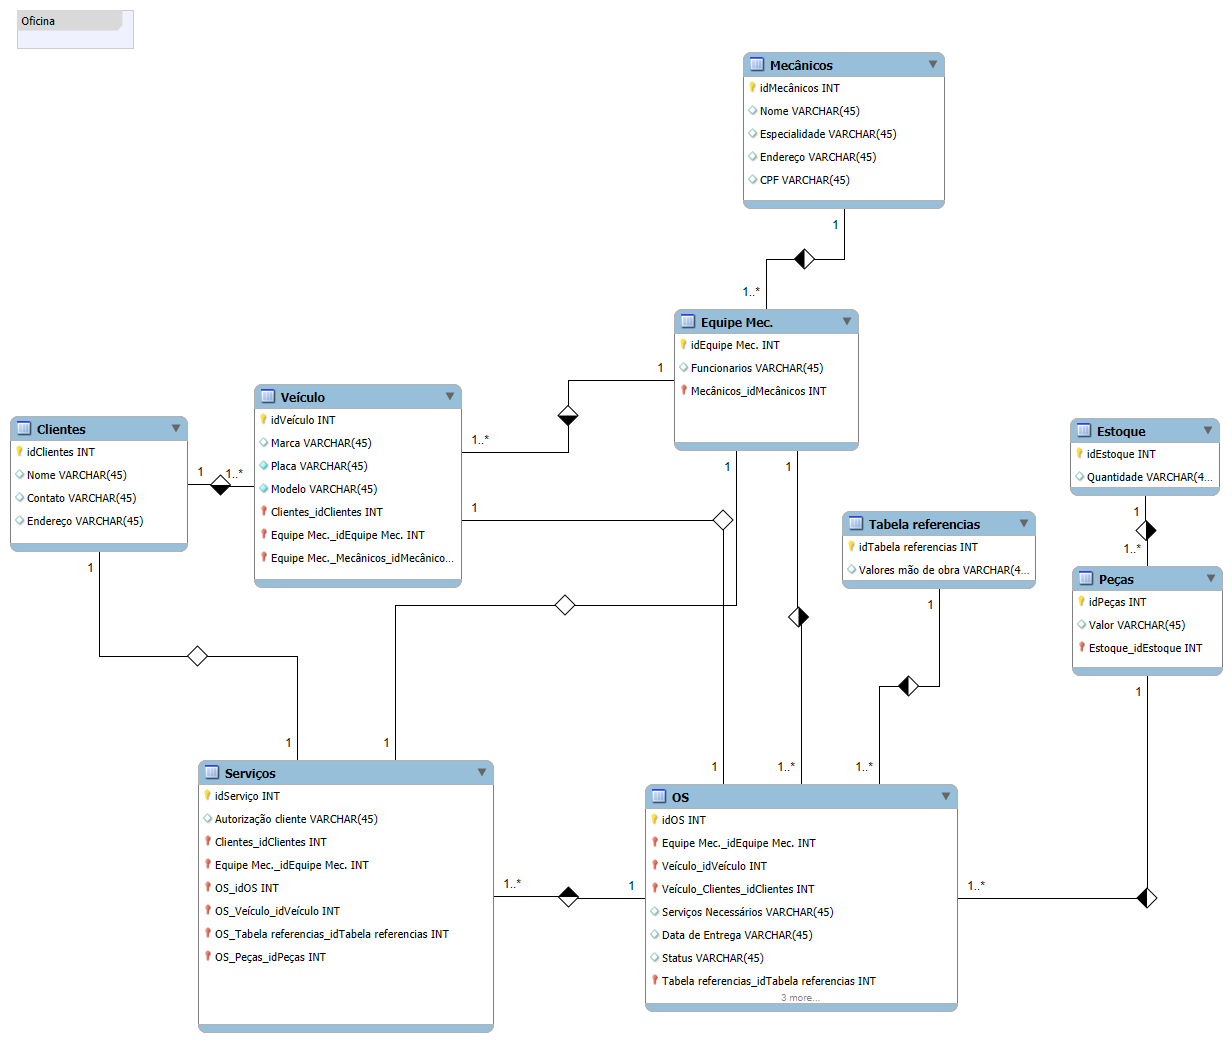 Oficina
Mecânicos
idMecânicos INT
Nome VARCHAR(45)
Especialidade VARCHAR(45)
Endereço VARCHAR(45)
CPF VARCHAR(45)
1
1..*
Equipe Mec.
idEquipe Mec. INT
Funcionarios VARCHAR(45)
Mecânicos_idMecânicos INT
1
1..*
1
1
Veículo
idVeículo INT
Marca VARCHAR(45)
Placa VARCHAR(45)
Modelo VARCHAR(45)
Clientes_idClientes INT
Equipe Mec._idEquipe Mec. INT
Equipe Mec._Mecânicos_idMecânico...
1
Clientes
idClientes INT
Nome VARCHAR(45)
Contato VARCHAR(45)
Endereço VARCHAR(45)
1
1..*
1
Estoque
idEstoque INT
Quantidade VARCHAR(4...
1
1..*
Tabela referencias
idTabela referencias INT
Valores mão de obra VARCHAR(4...
1
Peças
idPeças INT
Valor VARCHAR(45)
Estoque_idEstoque INT
1
1
1
Serviços
idServiço INT
Autorização cliente VARCHAR(45)
Clientes_idClientes INT
Equipe Mec._idEquipe Mec. INT
OS_idOS INT
OS_Veículo_idVeículo INT
OS_Tabela referencias_idTabela referencias INT
OS_Peças_idPeças INT
1..*
1
1
1..*
1..*
OS
idOS INT
Equipe Mec._idEquipe Mec. INT
Veículo_idVeículo INT
Veículo_Clientes_idClientes INT
Serviços Necessários VARCHAR(45)
Data de Entrega VARCHAR(45)
Status VARCHAR(45)
Tabela referencias_idTabela referencias INT
3 more...
1..*